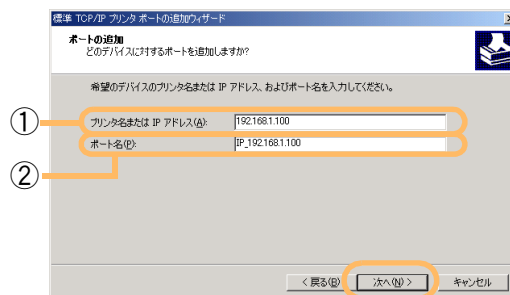 標準 TCP/IP プリンタ ポートの追加ウィザード
ポートの追加
どのデバイスに対するポートを追加しますか?
希望のデバイスのプリンタ名または IP アドレス、およびポート名を入力してください。
① プリンタ名または IP アドレス(A): 192.168.1.100
② ポート名(P): IP_192.168.1.100
< 戻る(B) 次へ(N) > キャンセル